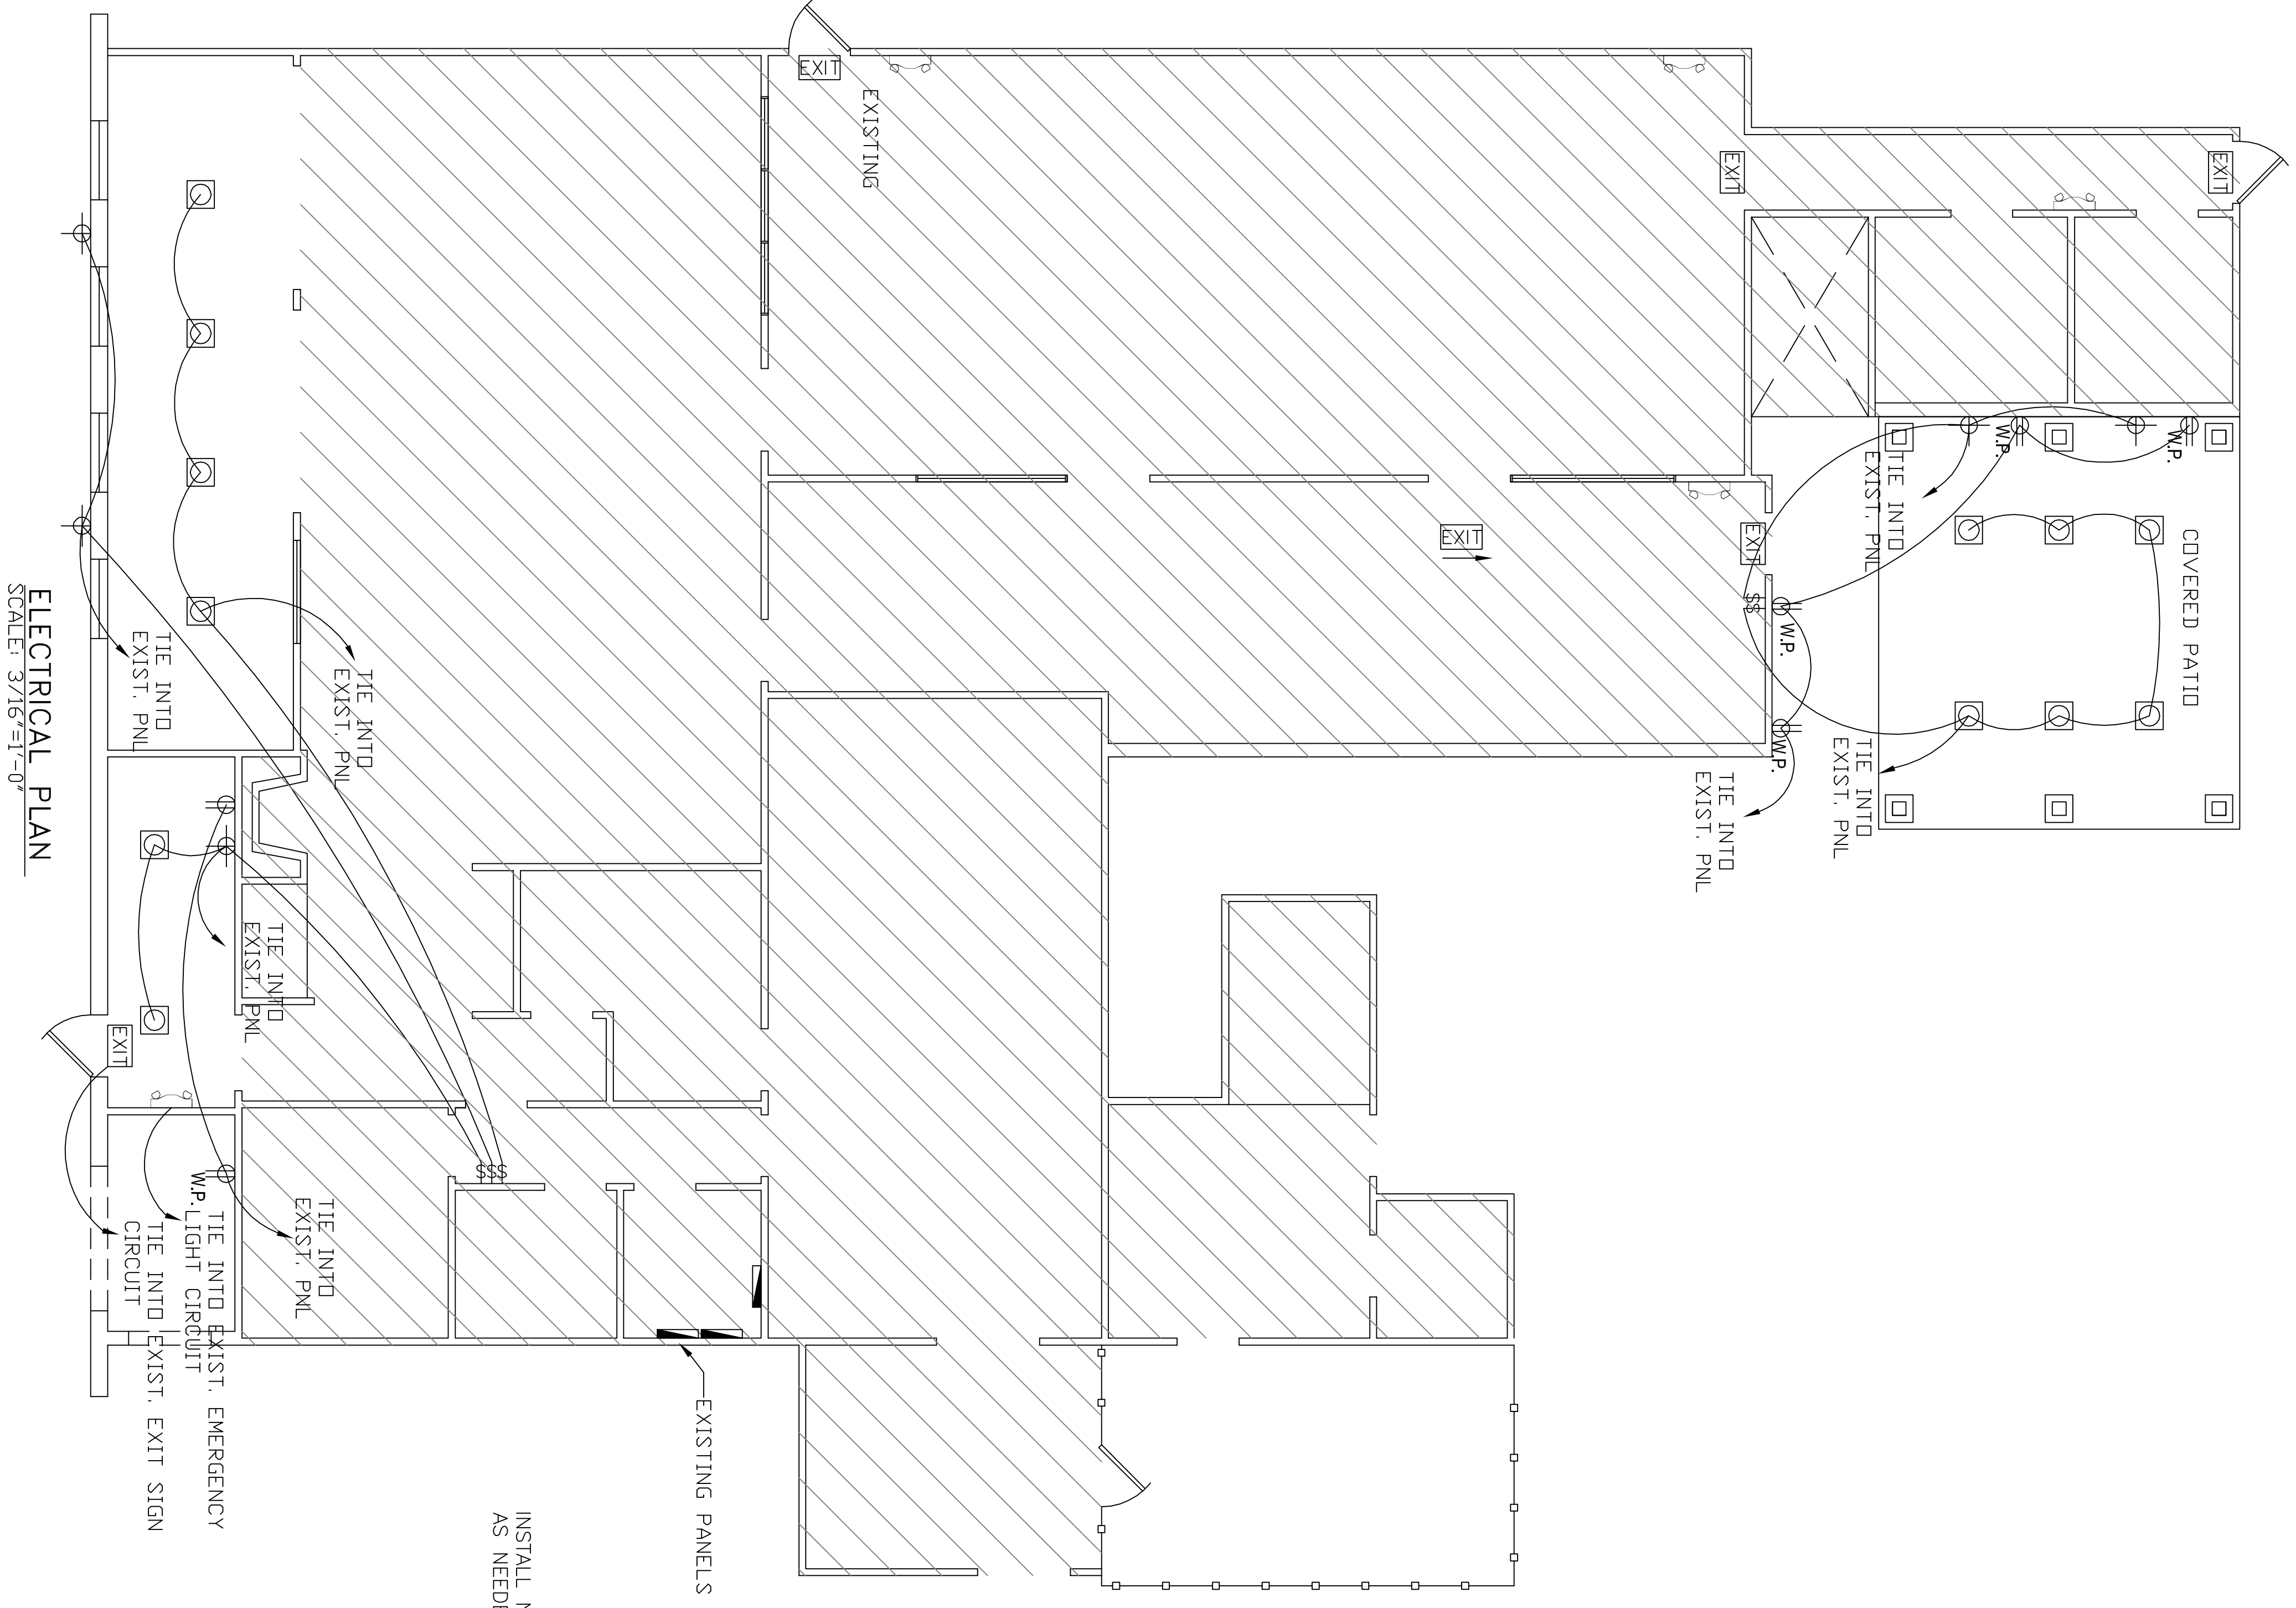 ELECTRICAL PLAN
SCALE: 3/16"=1'-0"
EXIT
EXISTING
EXIT
EXIT
COVERED PATIO
W.P.
W.P.
TIE INTO
EXIST. PNL
EXIT
EXIT
$$
W.P.
W.P.
TIE INTO
EXIST. PNL
TIE INTO
EXIST. PNL
TIE INTO
EXIST. PNL
TIE INTO
EXIST. PNL
TIE INTO
EXIST. PNL
EXIT
$$$
W.P.
TIE INTO
EXIST. PNL
TIE INTO EXIST. EMERGENCY
LIGHT CIRCUIT
TIE INTO EXIST. EXIT SIGN
CIRCUIT
EXISTING PANELS
INSTALL
AS